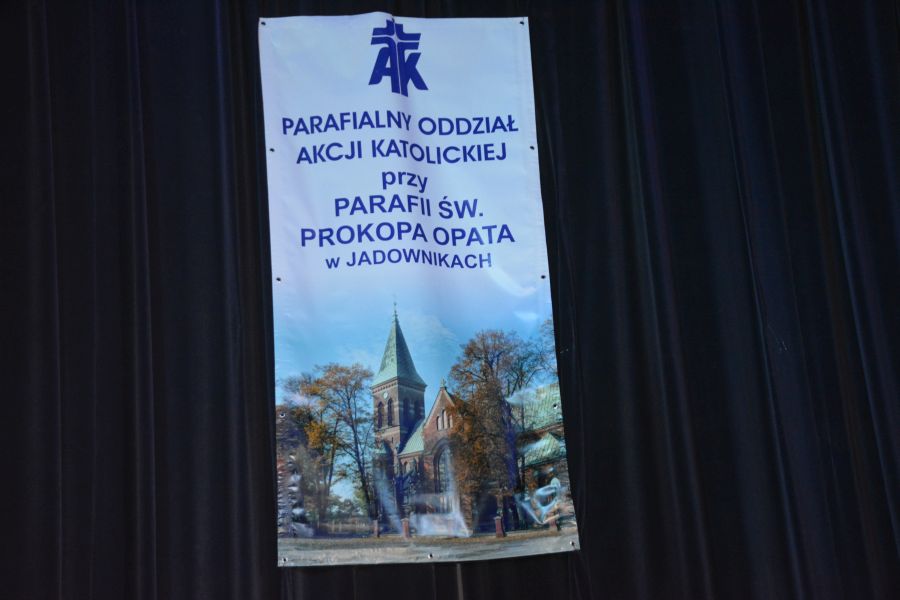 AK
PARAFIALNY ODDZIAŁ
AKCJI KATOLICKIEJ
przy
PARAFII ŚW.
PROKOPA OPATA
w JADOWNIKACH